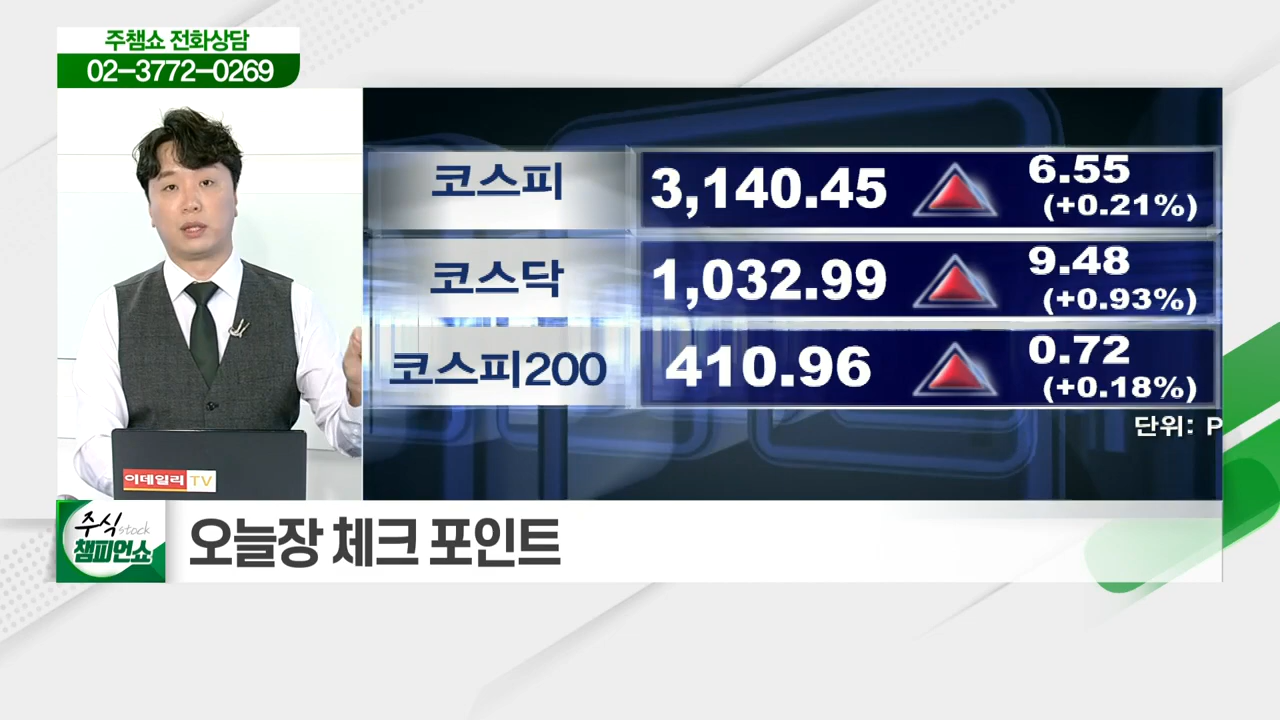 주챔쇼 전화상담
02-3772-0269
코스피 3,140.45 6.55 (+0.21%)
코스닥 1,032.99 9.48 (+0.93%)
코스피200 410.96 0.72 (+0.18%)
단위: P
이데일리 TV
주식 stock
챔피언쇼
오늘장 체크 포인트